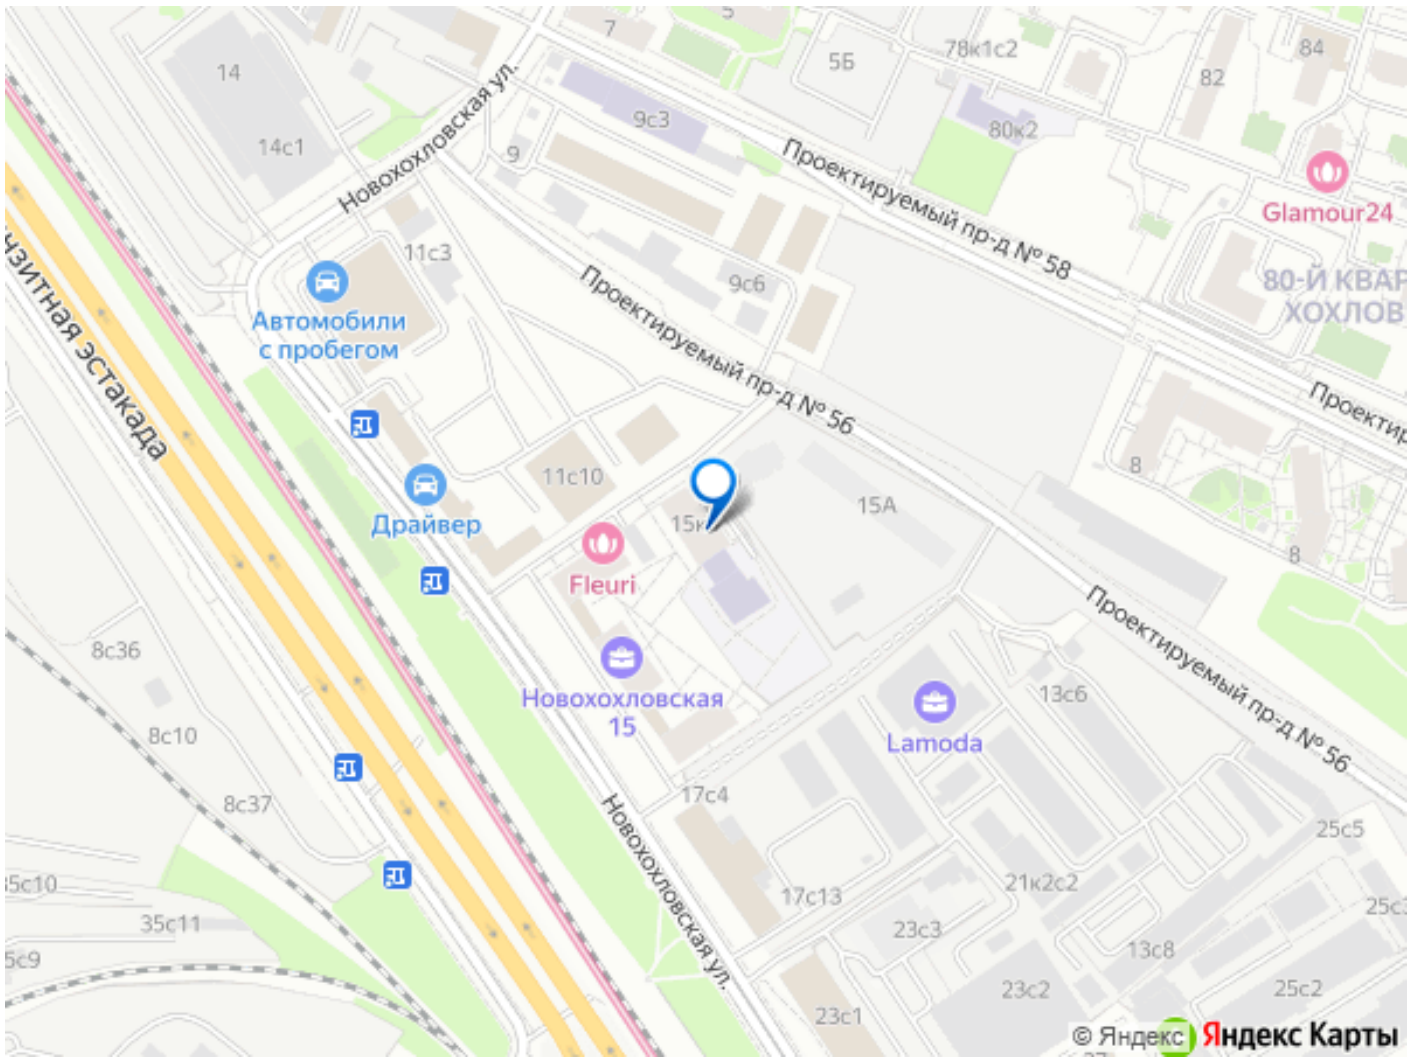 7
5
14
14с1
Новохохловская ул.
9
9с3
5Б
78к1с2
82
84
80к2
Glamour24
80-Й КВАР
ХОХЛОВ
Проектируемый пр-д № 58
11с3
Автомобили
с пробегом
9с6
Проектируемый пр-д № 56
нзитная эстакада
Драйвер
11с10
15к
15А
8
8
Fleuri
Новохохловская
15
Lamoda
13с6
Проектируемый пр-д № 56
8с36
8с10
8с37
17с4
Новохохловская ул.
17с13
21к2с2
25с5
35с11
23с3
13с8
23с2
25с2
23с1
© Яндекс
Яндекс Карты